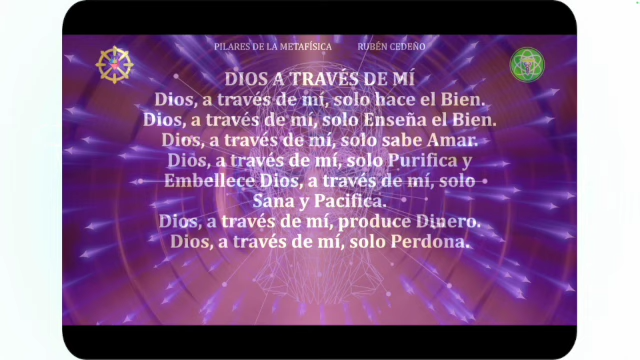 PILARES DE LA METAFÍSICA RUBÉN CEDEÑO
DIOS A TRAVÉS DE MÍ
Dios, a través de mí, solo hace el Bien.
Dios, a través de mí, solo Enseña el Bien.
Dios, a través de mí, solo sabe Amar.
Dios, a través de mí, solo Purifica y
Embellece Dios, a través de mí, solo
Sana y Pacifica.
Dios, a través de mí, produce Dinero.
Dios, a través de mí, solo Perdona.